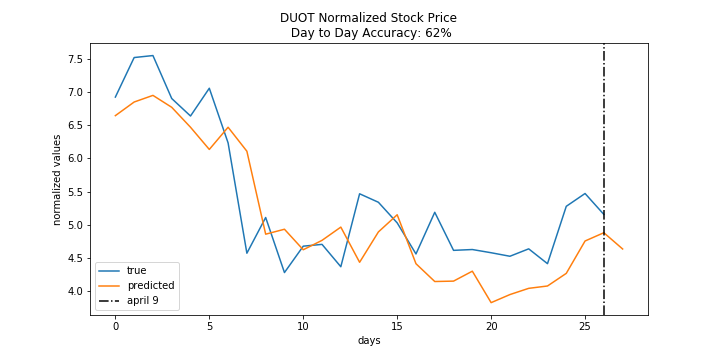 DUOT Normalized Stock Price
Day to Day Accuracy: 62%
normalized values
7.5
7.0
6.5
6.0
5.5
5.0
4.5
4.0
true
predicted
april 9
0 5 10 15 20 25
days